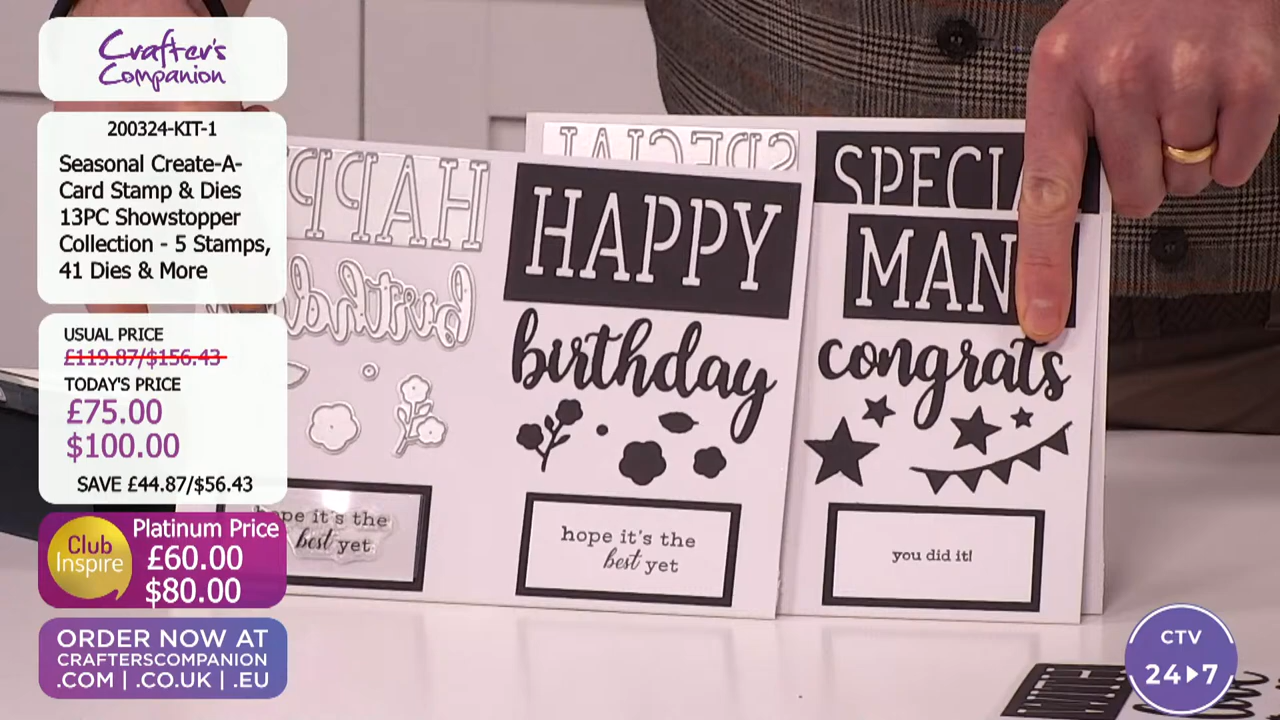 Crafter's
Companion
200324-KIT-1
Seasonal Create-A-
Card Stamp & Dies
13PC Showstopper
Collection - 5 Stamps,
41 Dies & More
USUAL PRICE
£119.87/$156.43
TODAY'S PRICE
£75.00
$100.00
SAVE £44.87/$56.43
Club
Inspire
Platinum Price
£60.00
$80.00
ORDER NOW AT
CRAFTERSCOMPANION
.COM | .CO.UK | .EU
HAPPY
birthday
hope it's the
best yet
HAPPY
birthday
hope it's the
best yet
SPECIAL
SPECIA
MAN
congrats
you did it!
CTV
24▶7